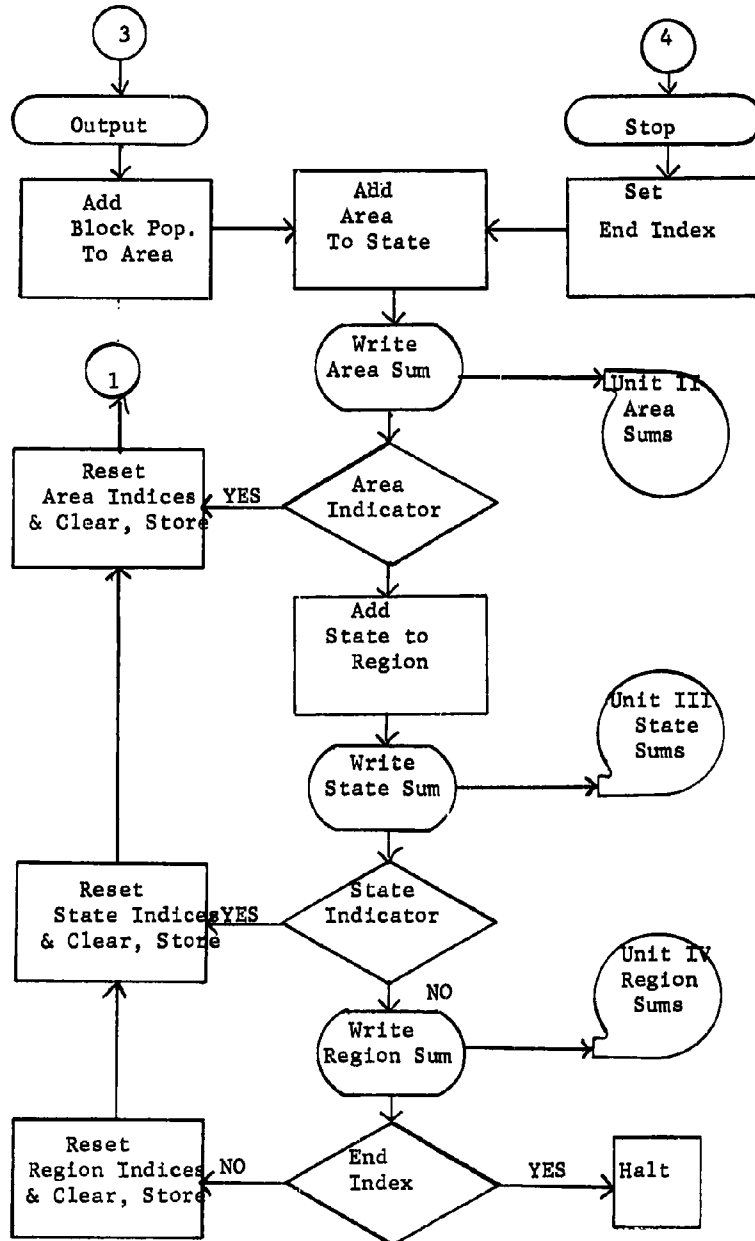 3
4
Output
Stop
Add
Block Pop.
To Area
Add
Area
To State
Set
End Index
Write
Area Sum
Unit II
Area
Sums
1
Reset
Area Indices
& Clear, Store
YES
Area
Indicator
Add
State to
Region
Unit III
State
Sums
Write
State Sum
Reset
State Indices
& Clear, Store
YES
State
Indicator
NO
Unit IV
Region
Sums
Write
Region Sum
Reset
Region Indices
& Clear, Store
NO
End
Index
YES
Halt